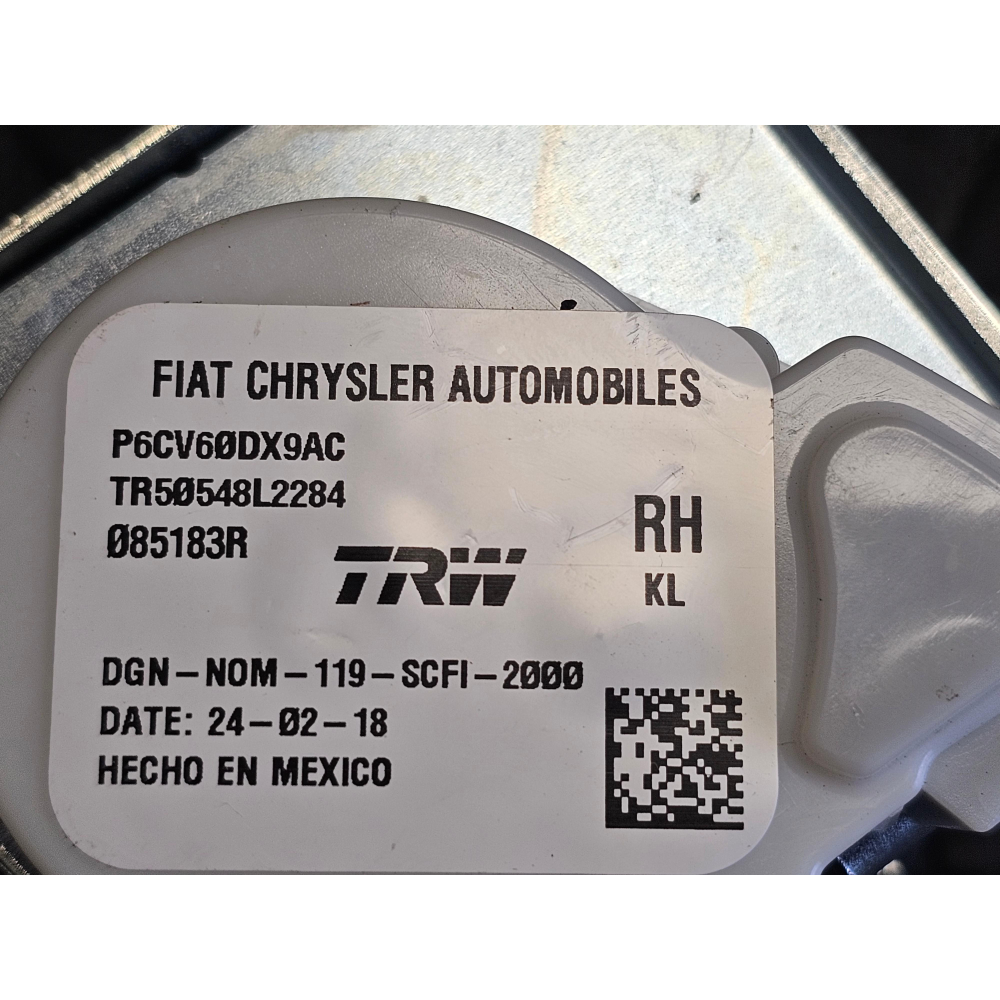 FIAT CHRYSLER AUTOMOBILES
P6CV6ØDX9AC
TR5Ø548L2284
Ø85183R
TRW
RH
KL
DGN-NOM-119-SCFI-2ØØØ
DATE: 24-Ø2-18
HECHO EN MEXICO